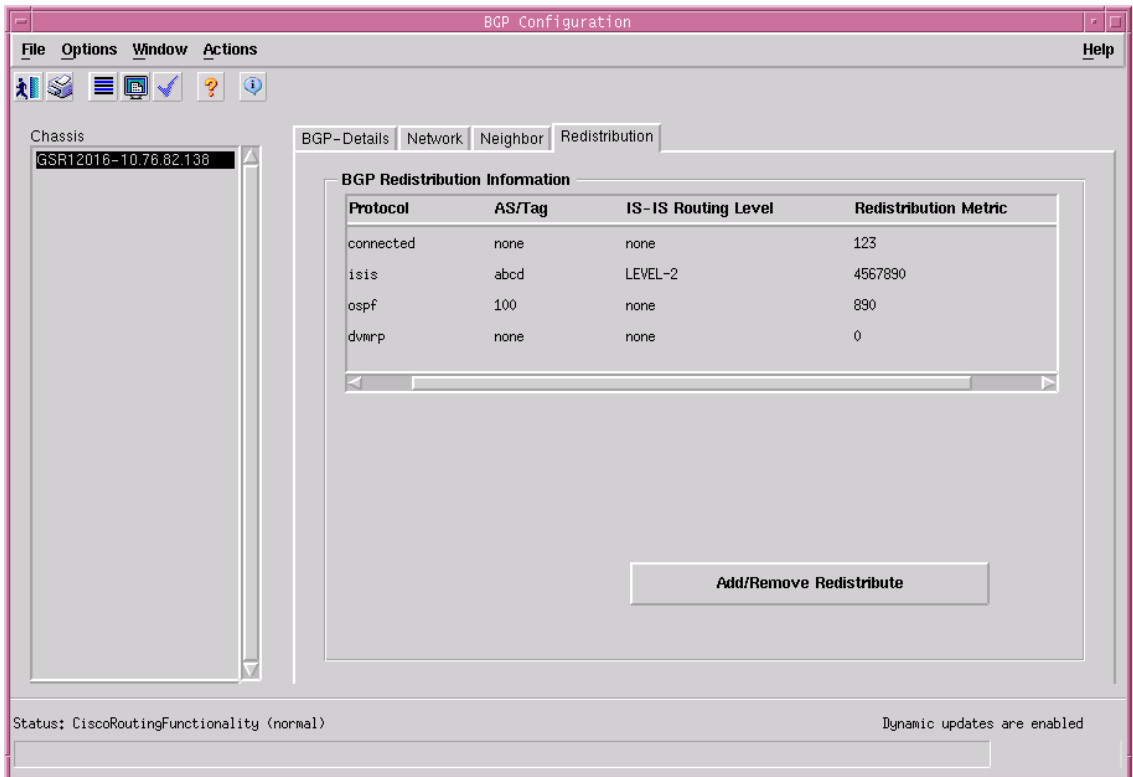 BGP Configuration
File Options Window Actions Help
Chassis
GSR12016-10.76.82.138
BGP-Details Network Neighbor Redistribution
BGP Redistribution Information
Protocol AS/Tag IS-IS Routing Level Redistribution Metric
connected none none 123
isis abcd LEVEL-2 4567890
ospf 100 none 890
dvmrp none none 0
Add/Remove Redistribute
Status: CiscoRoutingFunctionality (normal) Dynamic updates are enabled